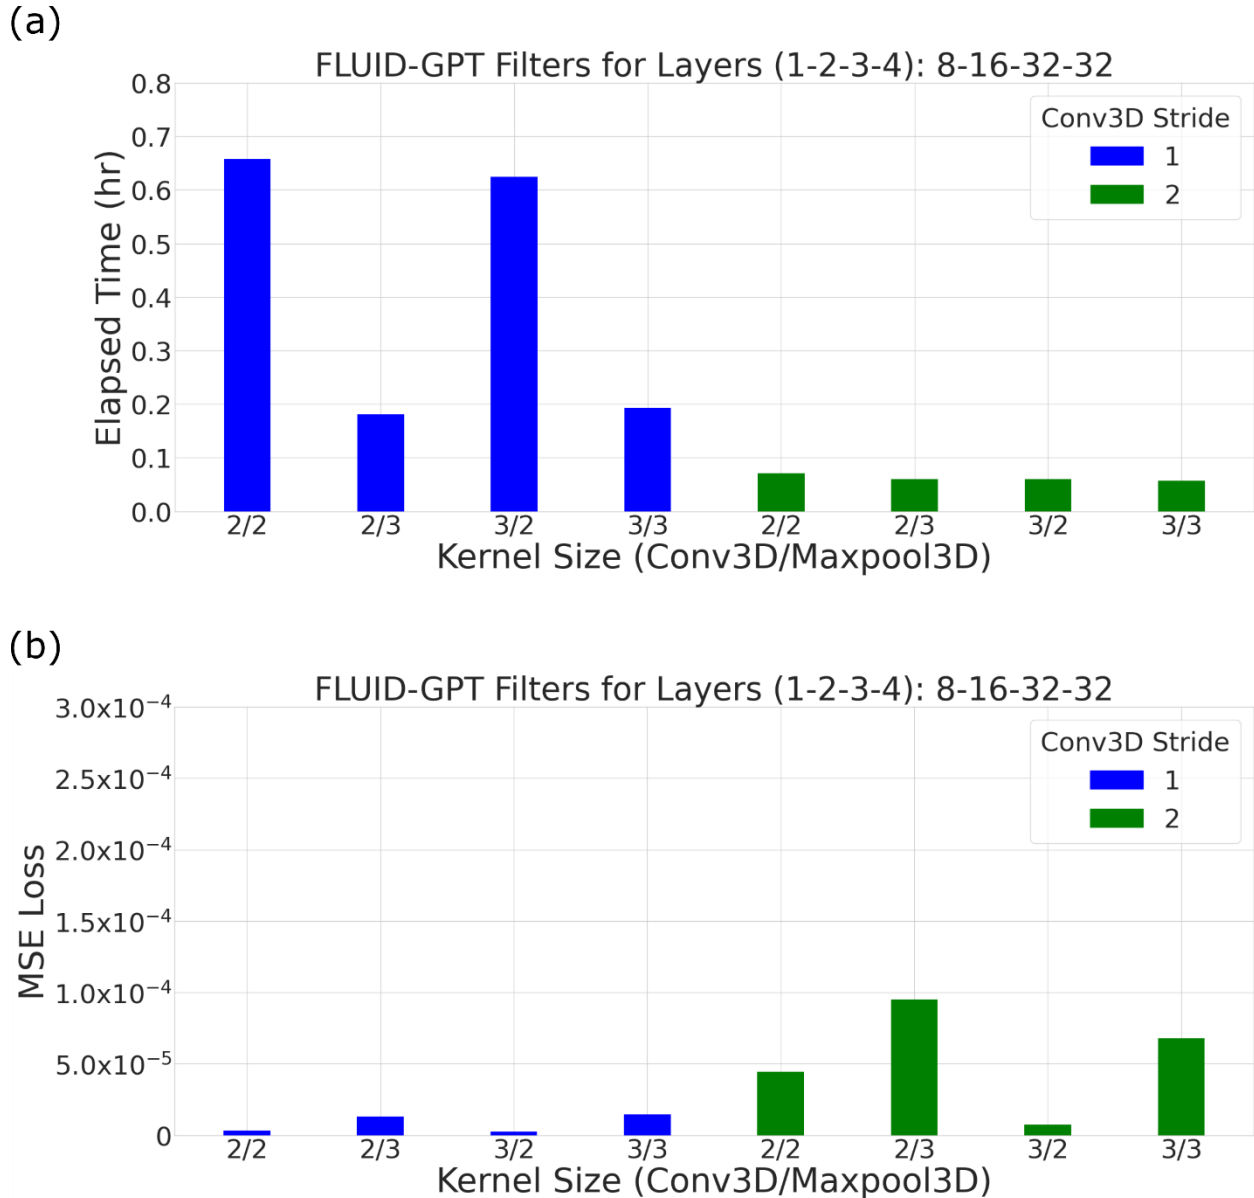 (a)
FLUID-GPT Filters for Layers (1-2-3-4): 8-16-32-32
Elapsed Time (hr)
0.8
0.7
0.6
0.5
0.4
0.3
0.2
0.1
0.0
Conv3D Stride
1
2
2/2 2/3 3/2 3/3 2/2 2/3 3/2 3/3
Kernel Size (Conv3D/Maxpool3D)
(b)
FLUID-GPT Filters for Layers (1-2-3-4): 8-16-32-32
MSE Loss
3.0x10⁻⁴
2.5x10⁻⁴
2.0x10⁻⁴
1.5x10⁻⁴
1.0x10⁻⁴
5.0x10⁻⁵
0
Conv3D Stride
1
2
2/2 2/3 3/2 3/3 2/2 2/3 3/2 3/3
Kernel Size (Conv3D/Maxpool3D)